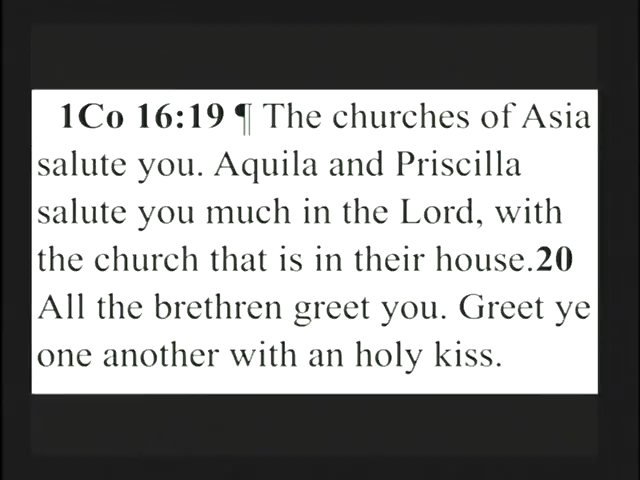 1Co 16:19 ¶ The churches of Asia
salute you. Aquila and Priscilla
salute you much in the Lord, with
the church that is in their house.20
All the brethren greet you. Greet ye
one another with an holy kiss.